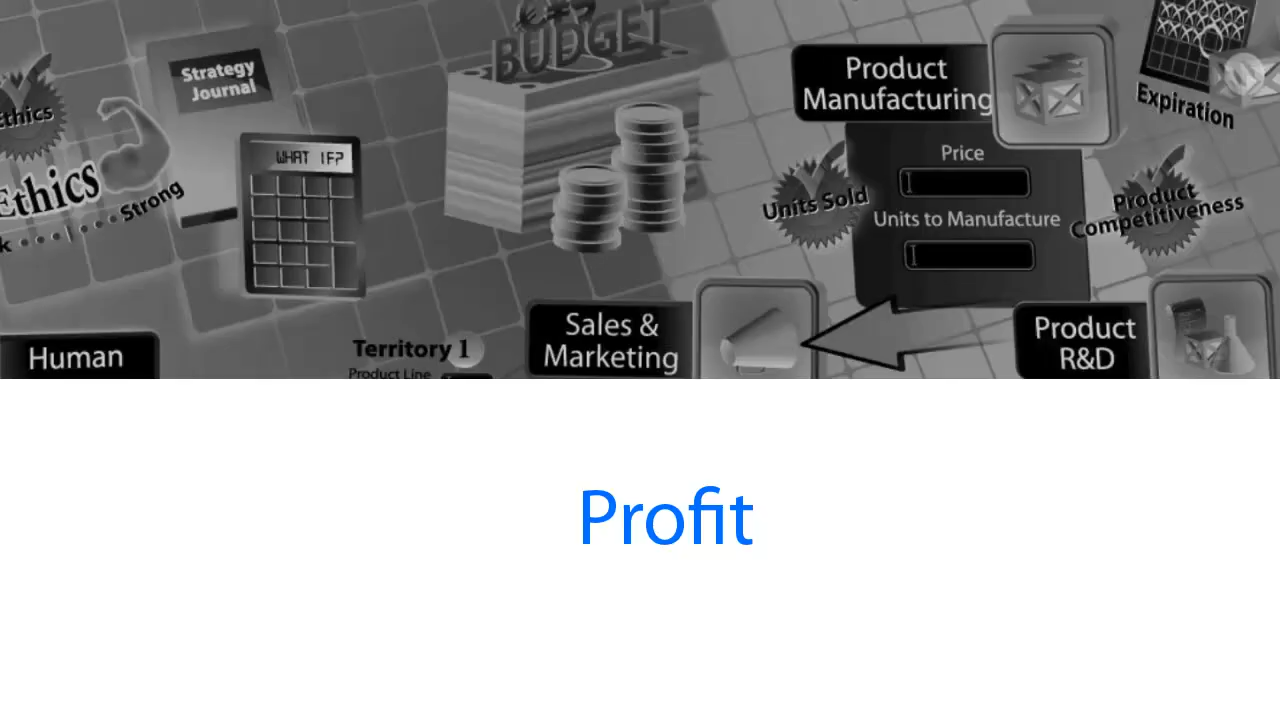 € ¥ ?
BUDGET
Strategy
Journal
Product
Manufacturing
Expiration
Ethics
WHAT IF?
Price
Units Sold
Units to Manufacture
Product
Competitiveness
Ethics
Strong
Human
Territory 1
Product Line
Sales &
Marketing
Product
R&D
Profit